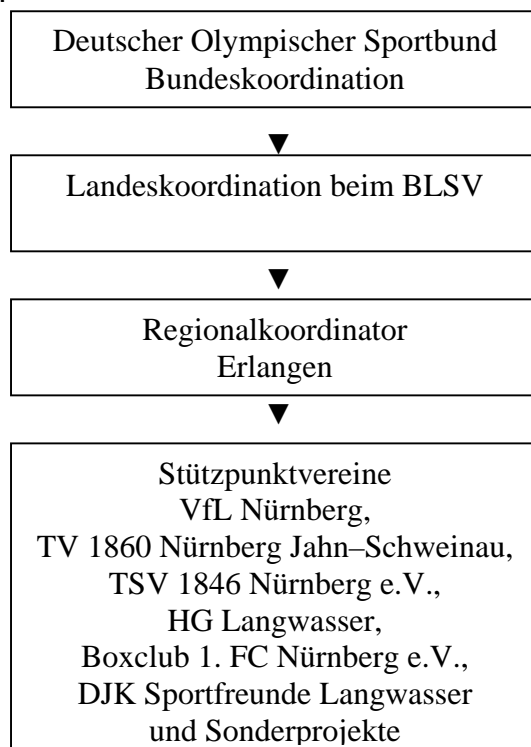 Deutscher Olympischer Sportbund
Bundeskoordination
Landeskoordination beim BLSV
Regionalkoordinator
Erlangen
Stützpunktvereine
VfL Nürnberg,
TV 1860 Nürnberg Jahn–Schweinau,
TSV 1846 Nürnberg e.V.,
HG Langwasser,
Boxclub 1. FC Nürnberg e.V.,
DJK Sportfreunde Langwasser
und Sonderprojekte